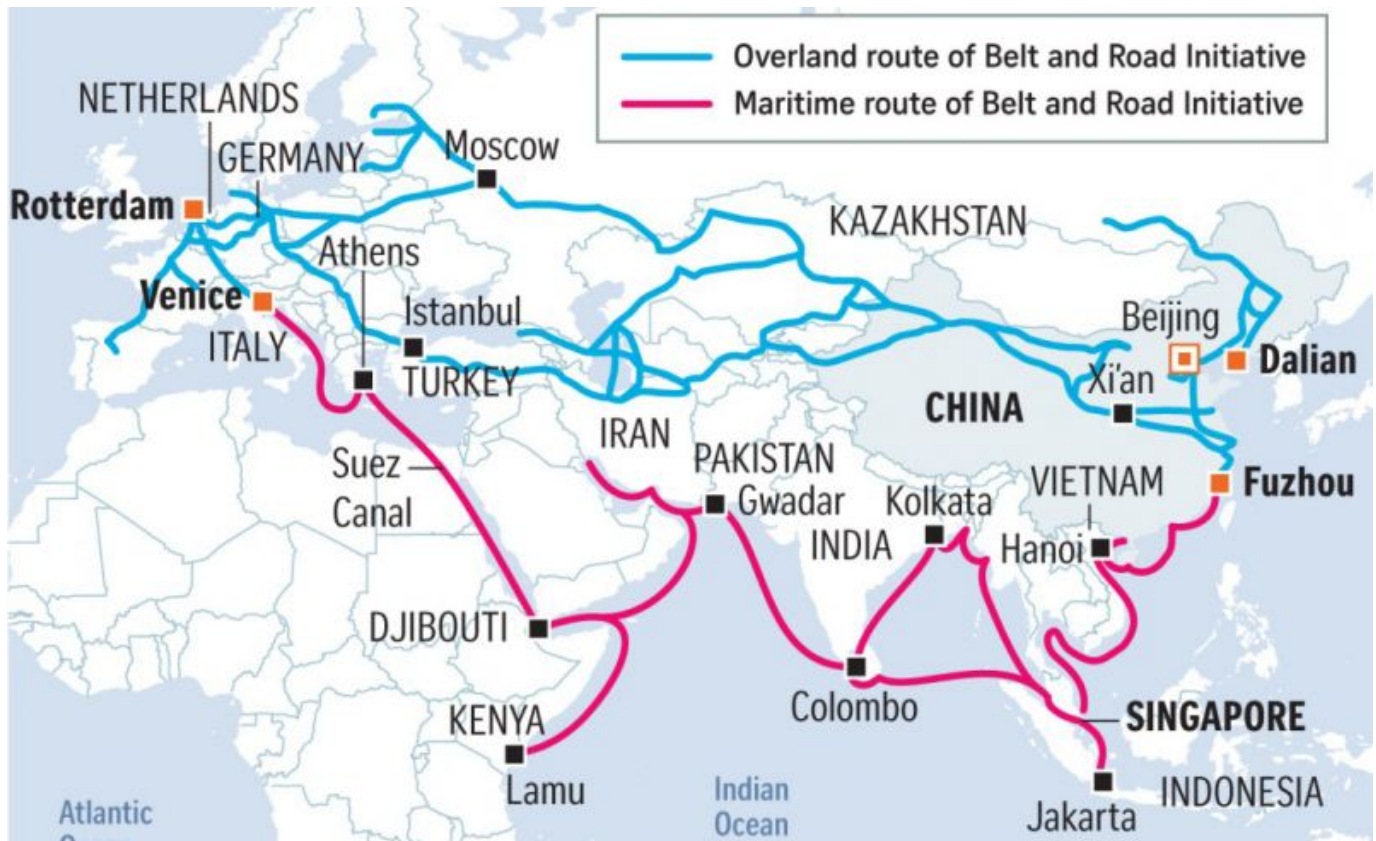 Overland route of Belt and Road Initiative
Maritime route of Belt and Road Initiative
NETHERLANDS
GERMANY
Moscow
Rotterdam
KAZAKHSTAN
Athens
Venice
Istanbul
Beijing
ITALY
TURKEY
Dalian
Xi'an
CHINA
IRAN
Suez
Canal
PAKISTAN
Gwadar
Kolkata
VIETNAM
Fuzhou
INDIA
Hanoi
DJIBOUTI
Colombo
KENYA
SINGAPORE
Lamu
Indian
Ocean
INDONESIA
Jakarta
Atlantic